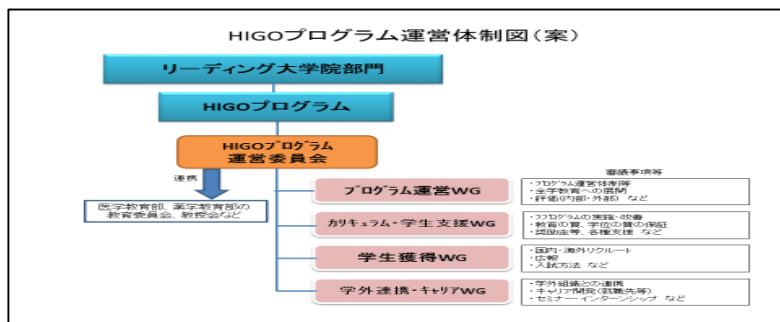 HIGOプログラム運営体制図(案)
リーディング大学院部門
HIGOプログラム
HIGOプログラム
運営委員会
連携
医学教育部、薬学教育部の
教育委員会、教授会など
審議事項等
プログラム運営WG
・プログラム運営体制等
・全学教育への展開
・評価(内部・外部) など
カリキュラム・学生支援WG
・プログラムの実施・改善
・教育の質、学位の質の保証
・奨励金等、各種支援 など
学生獲得WG
・国内・海外リクルート
・広報
・入試方法 など
学外連携・キャリアWG
・学外組織との連携
・キャリア開発(就職先等)
・セミナー・インターンシップ など